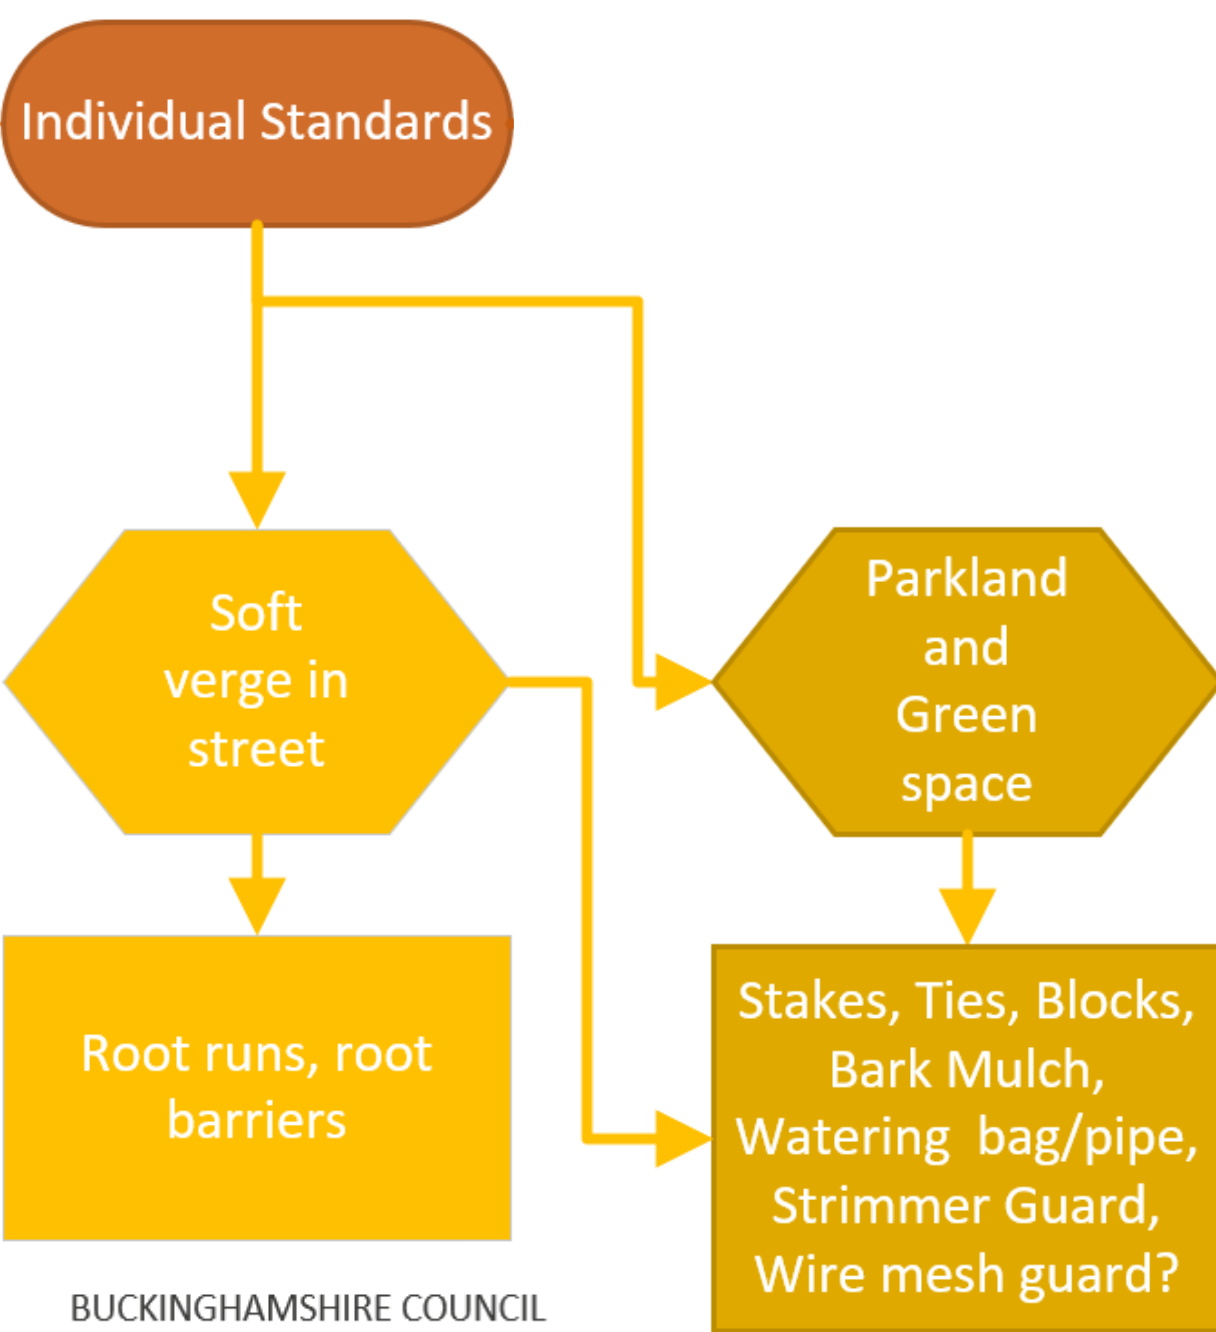 Individual Standards
Soft
verge in
street
Parkland
and
Green
space
Root runs, root
barriers
Stakes, Ties, Blocks,
Bark Mulch,
Watering  bag/pipe,
Strimmer Guard,
Wire mesh guard?
BUCKINGHAMSHIRE COUNCIL